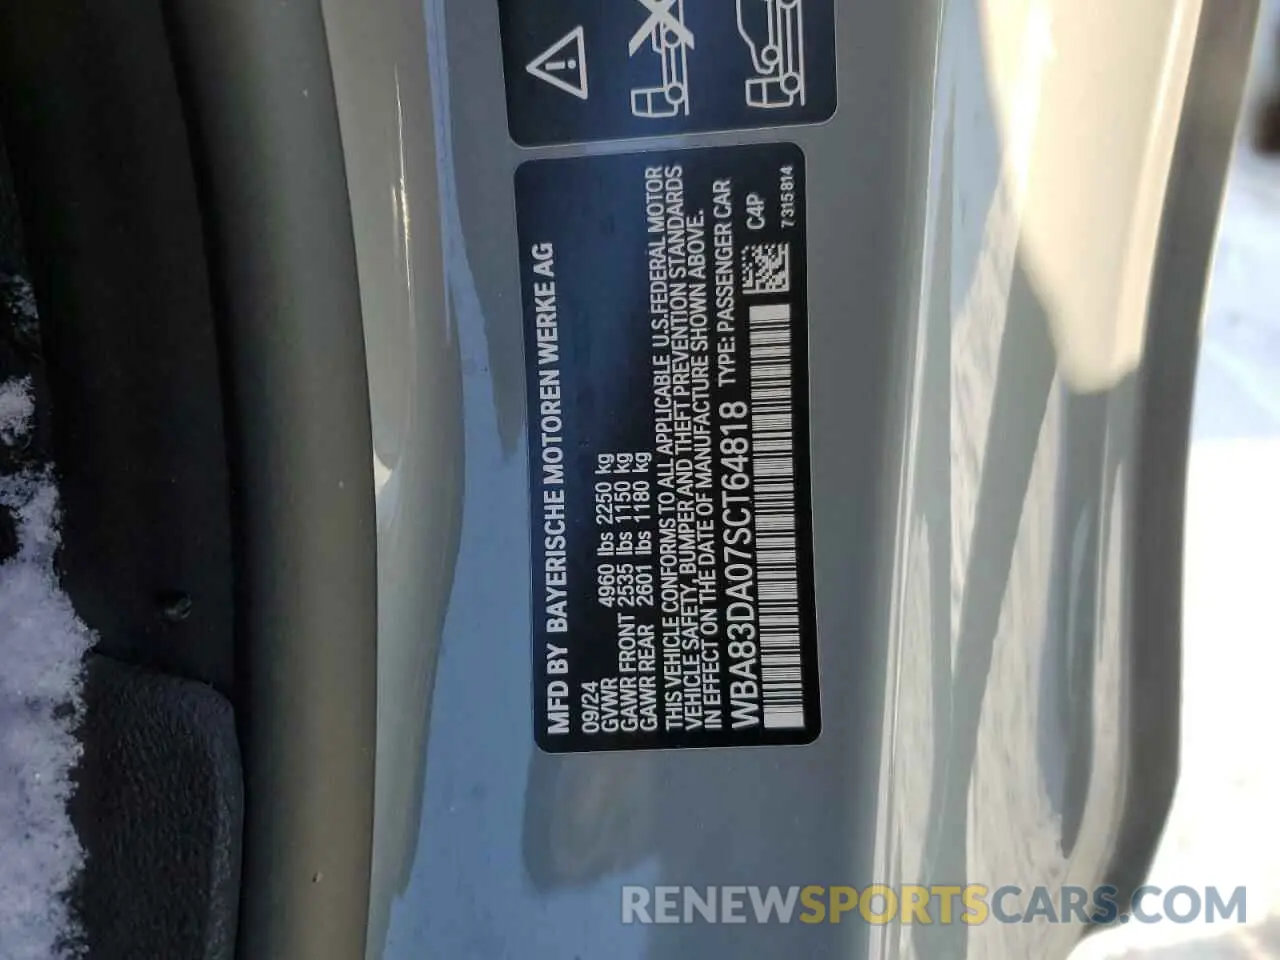 MFD BY BAYERISCHE MOTOREN WERKE AG
09/24
GVWR 4960 lbs 2250 kg
GAWR FRONT 2535 lbs 1150 kg
GAWR REAR 2601 lbs 1180 kg
THIS VEHICLE CONFORMS TO ALL APPLICABLE U.S.FEDERAL MOTOR
VEHICLE SAFETY, BUMPER AND THEFT PREVENTION STANDARDS
IN EFFECT ON THE DATE OF MANUFACTURE SHOWN ABOVE.
WBA83DA07SCT64818 TYPE: PASSENGER CAR
C4P
7315814
RENEWSPORTSCARS.COM